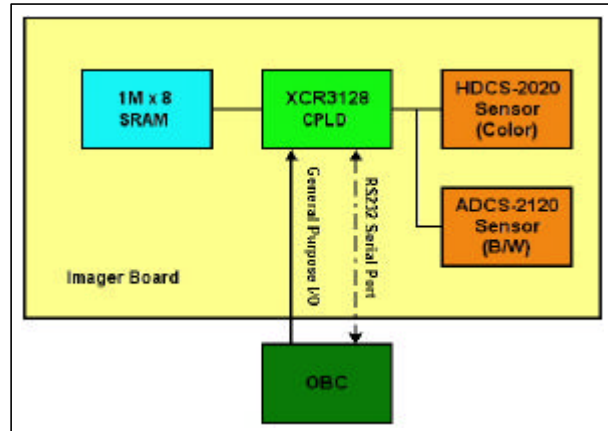 1M x 8
SRAM
XCR3128
CPLD
HDCS-2020
Sensor
(Color)
ADCS-2120
Sensor
(B/W)
General Purpose I/O
RS232 Serial Port
Imager Board
OBC